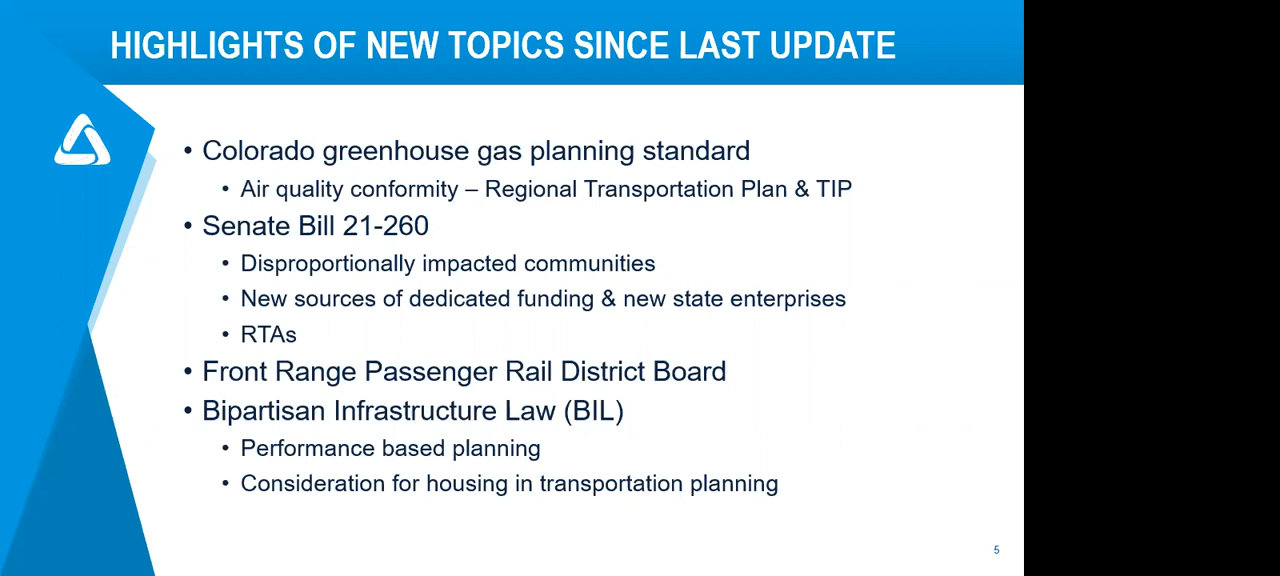 HIGHLIGHTS OF NEW TOPICS SINCE LAST UPDATE
• Colorado greenhouse gas planning standard
• Air quality conformity – Regional Transportation Plan & TIP
• Senate Bill 21-260
• Disproportionally impacted communities
• New sources of dedicated funding & new state enterprises
• RTAs
• Front Range Passenger Rail District Board
• Bipartisan Infrastructure Law (BIL)
• Performance based planning
• Consideration for housing in transportation planning
5